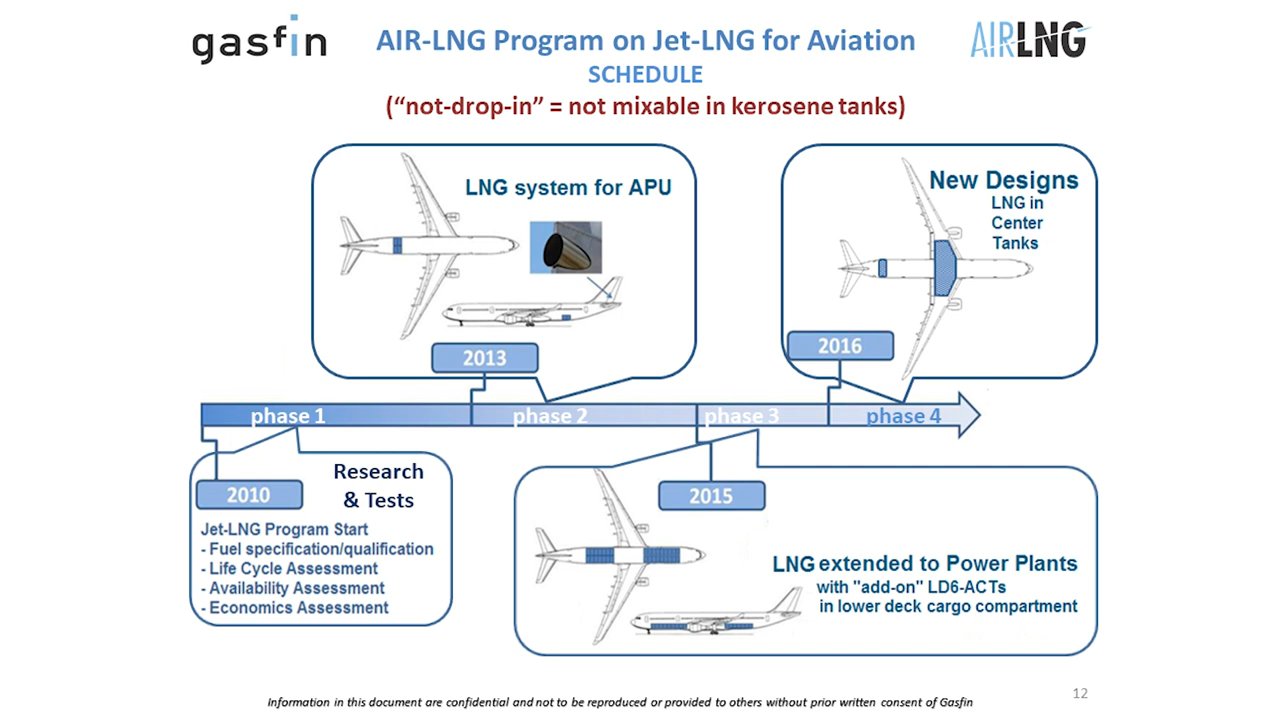 gasfin
AIR-LNG Program on Jet-LNG for Aviation
AIRLNG
SCHEDULE
(“not-drop-in” = not mixable in kerosene tanks)
LNG system for APU
2013
New Designs
LNG in
Center
Tanks
2016
phase 1
phase 2
phase 3
phase 4
Research
& Tests
2010
Jet-LNG Program Start
- Fuel specification/qualification
- Life Cycle Assessment
- Availability Assessment
- Economics Assessment
2015
LNG extended to Power Plants
with "add-on" LD6-ACTs
in lower deck cargo compartment
12
Information in this document are confidential and not to be reproduced or provided to others without prior written consent of Gasfin